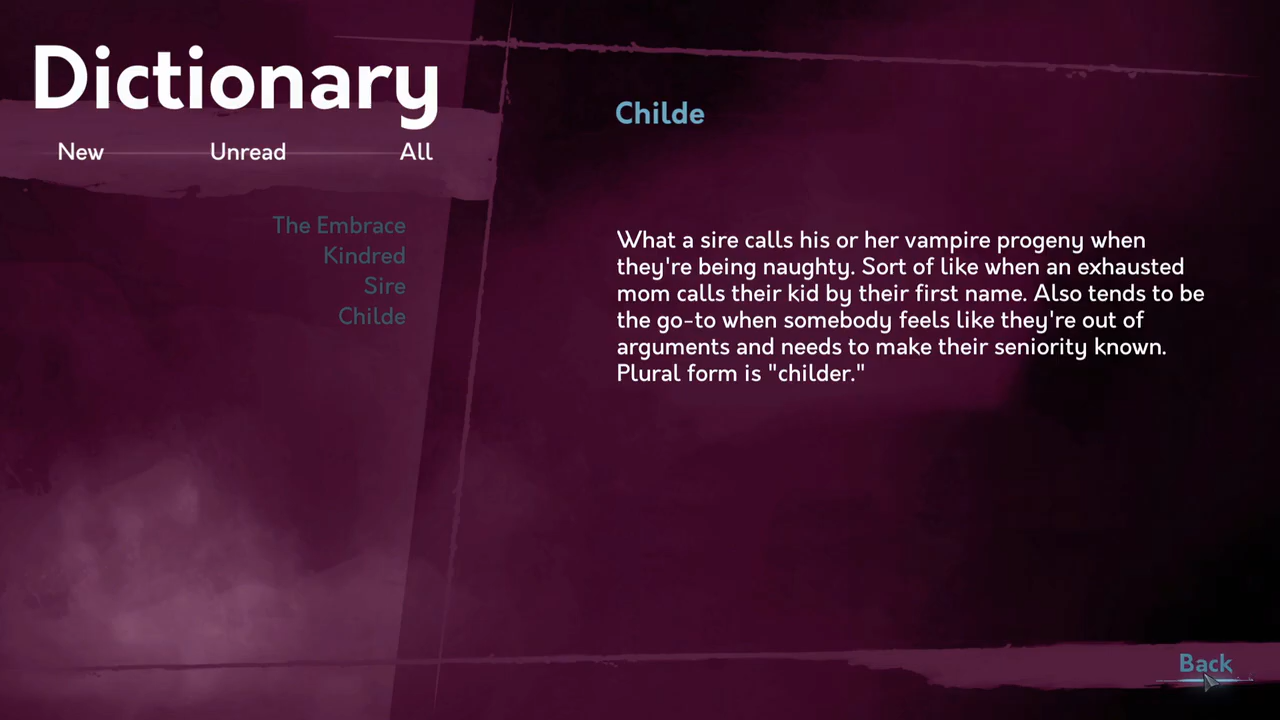 Dictionary
New Unread All
The Embrace
Kindred
Sire
Childe
Childe
What a sire calls his or her vampire progeny when
they're being naughty. Sort of like when an exhausted
mom calls their kid by their first name. Also tends to be
the go-to when somebody feels like they're out of
arguments and needs to make their seniority known.
Plural form is "childer."
Back